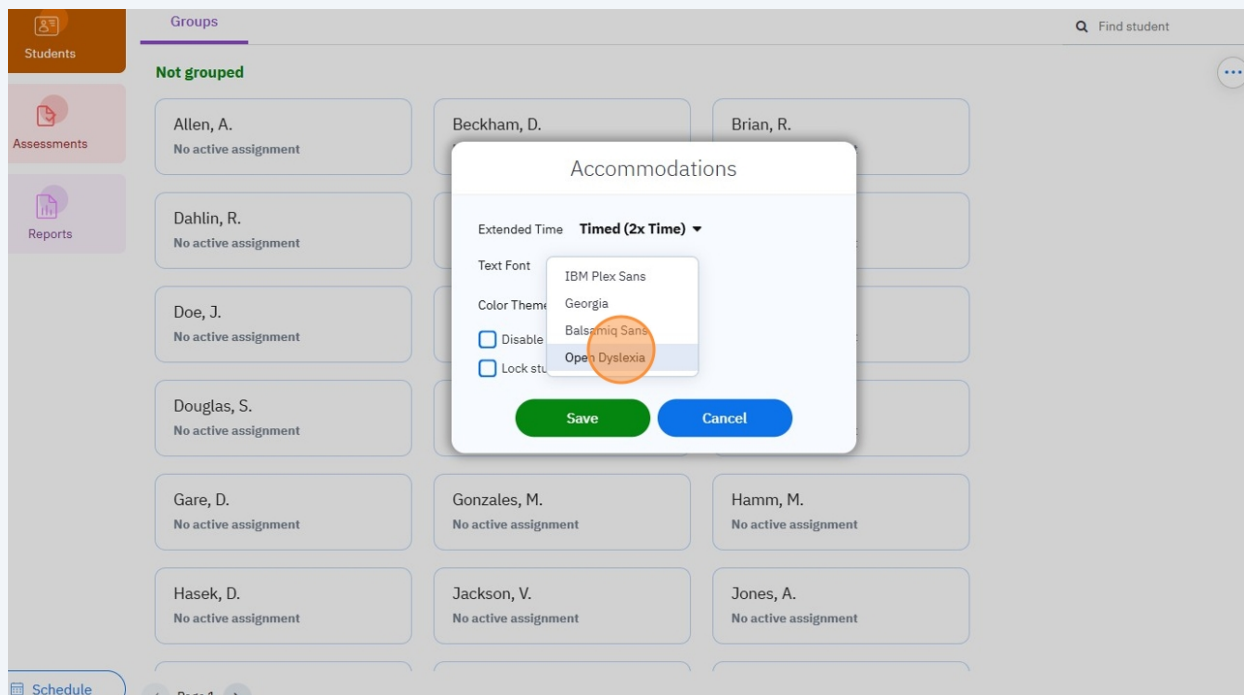 Groups
Find student
Students
Not grouped
Assessments
Reports
Allen, A.
No active assignment
Beckham, D.
Brian, R.
Dahlin, R.
No active assignment
Doe, J.
No active assignment
Douglas, S.
No active assignment
Gare, D.
No active assignment
Gonzales, M.
No active assignment
Hamm, M.
No active assignment
Hasek, D.
No active assignment
Jackson, V.
No active assignment
Jones, A.
No active assignment
Accommodations
Extended Time Timed (2x Time)
Text Font
IBM Plex Sans
Georgia
Balsamiq Sans
Open Dyslexia
Color Theme
Disable
Lock stu
Save Cancel
Schedule
Page 1